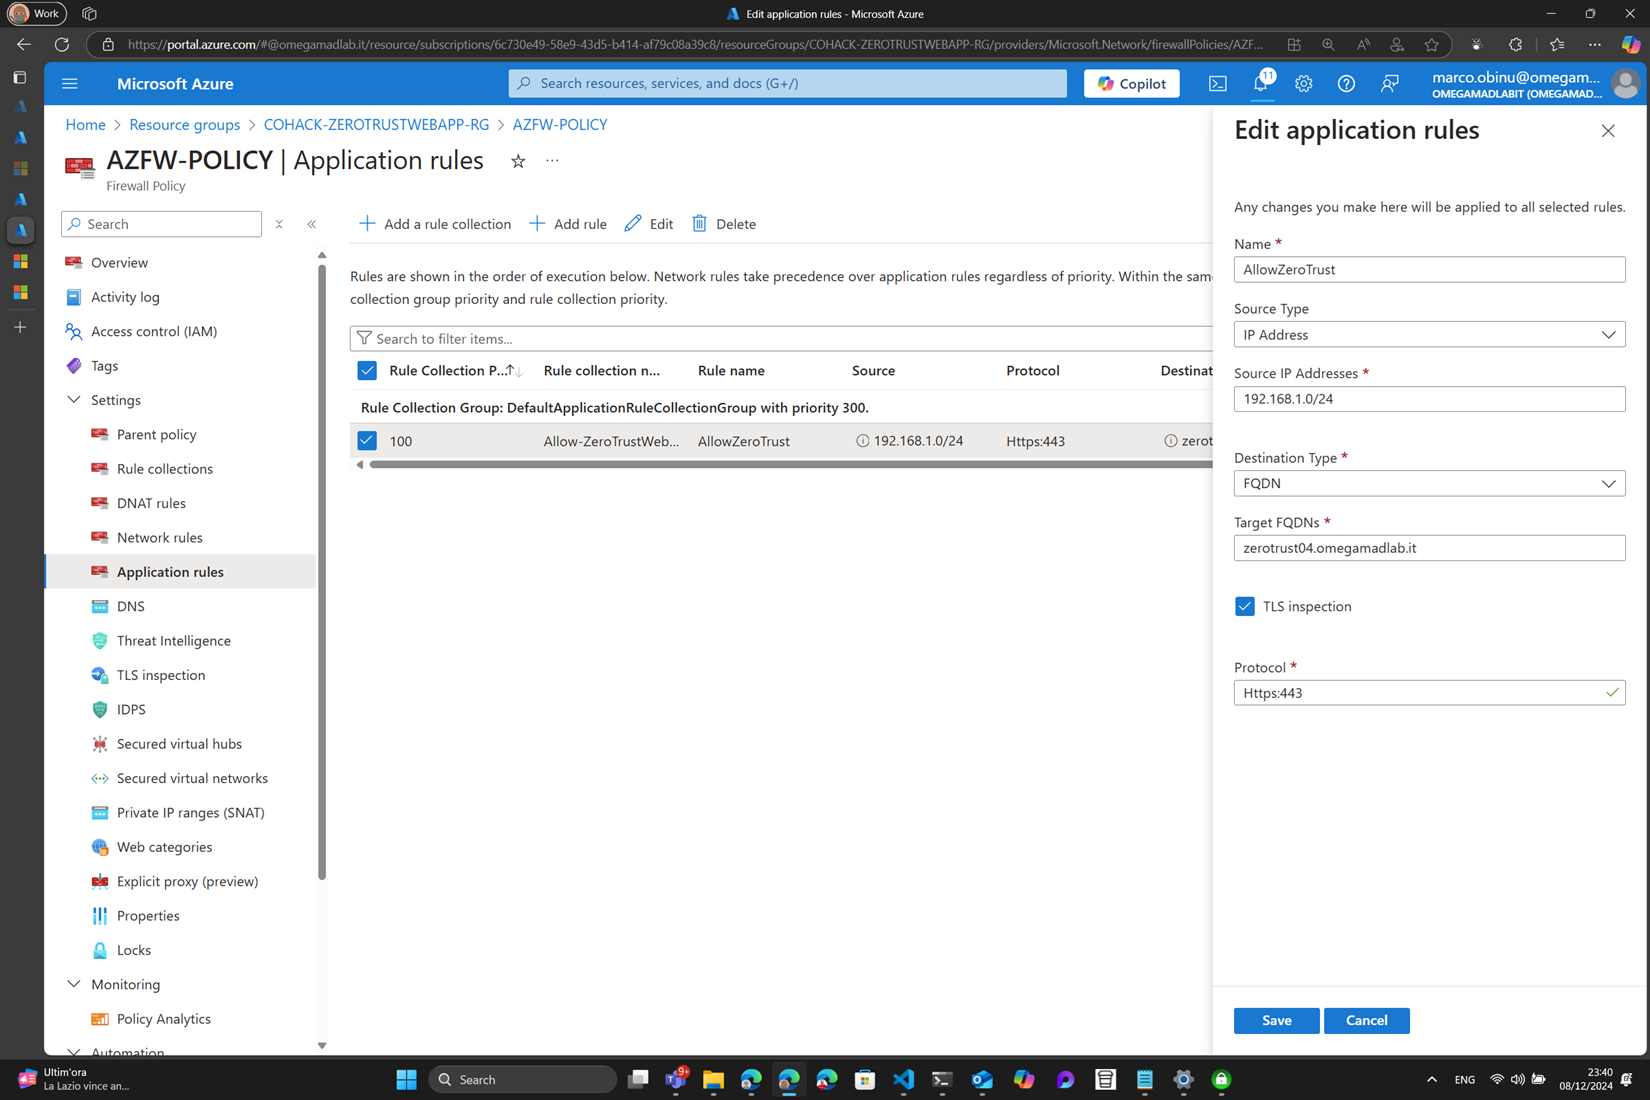 Work
Edit application rules - Microsoft Azure
https://portal.azure.com/#@omegamadlab.it/resource/subscriptions/6c730e49-58e9-43d5-b414-af79c08a39c8/resourceGroups/COHACK-ZEROTRUSTWEBAPP-RG/providers/Microsoft.Network/firewallPolicies/AZF...
Microsoft Azure
Search resources, services, and docs (G+/)
Copilot
11
marco.obinu@omegam...
OMEGAMADLABIT (OMEGAMAD...
Home > Resource groups > COHACK-ZEROTRUSTWEBAPP-RG > AZFW-POLICY
AZFW-POLICY | Application rules
Firewall Policy
Search
Overview
Activity log
Access control (IAM)
Tags
Settings
Parent policy
Rule collections
DNAT rules
Network rules
Application rules
DNS
Threat Intelligence
TLS inspection
IDPS
Secured virtual hubs
Secured virtual networks
Private IP ranges (SNAT)
Web categories
Explicit proxy (preview)
Properties
Locks
Monitoring
Policy Analytics
Automation
Add a rule collection
Add rule
Edit
Delete
Rules are shown in the order of execution below. Network rules take precedence over application rules regardless of priority. Within the sam
collection group priority and rule collection priority.
Search to filter items...
Rule Collection P... Rule collection n... Rule name Source Protocol Destinat
Rule Collection Group: DefaultApplicationRuleCollectionGroup with priority 300.
100 Allow-ZeroTrustWeb... AllowZeroTrust 192.168.1.0/24 Https:443 zerot
Edit application rules
Any changes you make here will be applied to all selected rules.
Name *
AllowZeroTrust
Source Type
IP Address
Source IP Addresses *
192.168.1.0/24
Destination Type *
FQDN
Target FQDNs *
zerotrust04.omegamadlab.it
TLS inspection
Protocol *
Https:443
Save
Cancel
Ultim'ora
La Lazio vince an...
Search
9+
ENG
23:40
08/12/2024